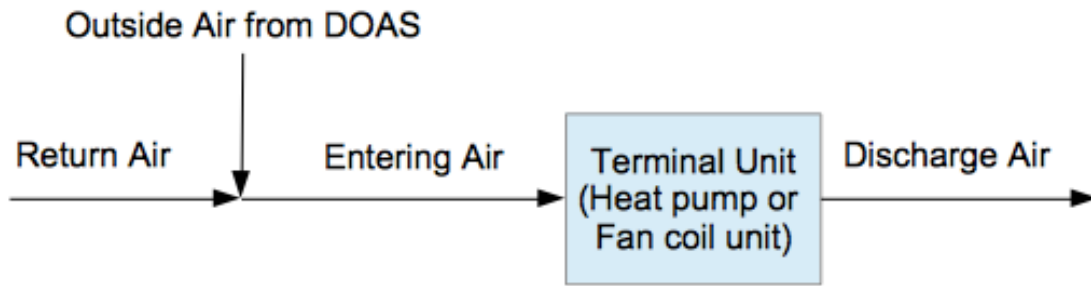 Outside Air from DOAS
Return Air
Entering Air
Terminal Unit
(Heat pump or
Fan coil unit)
Discharge Air